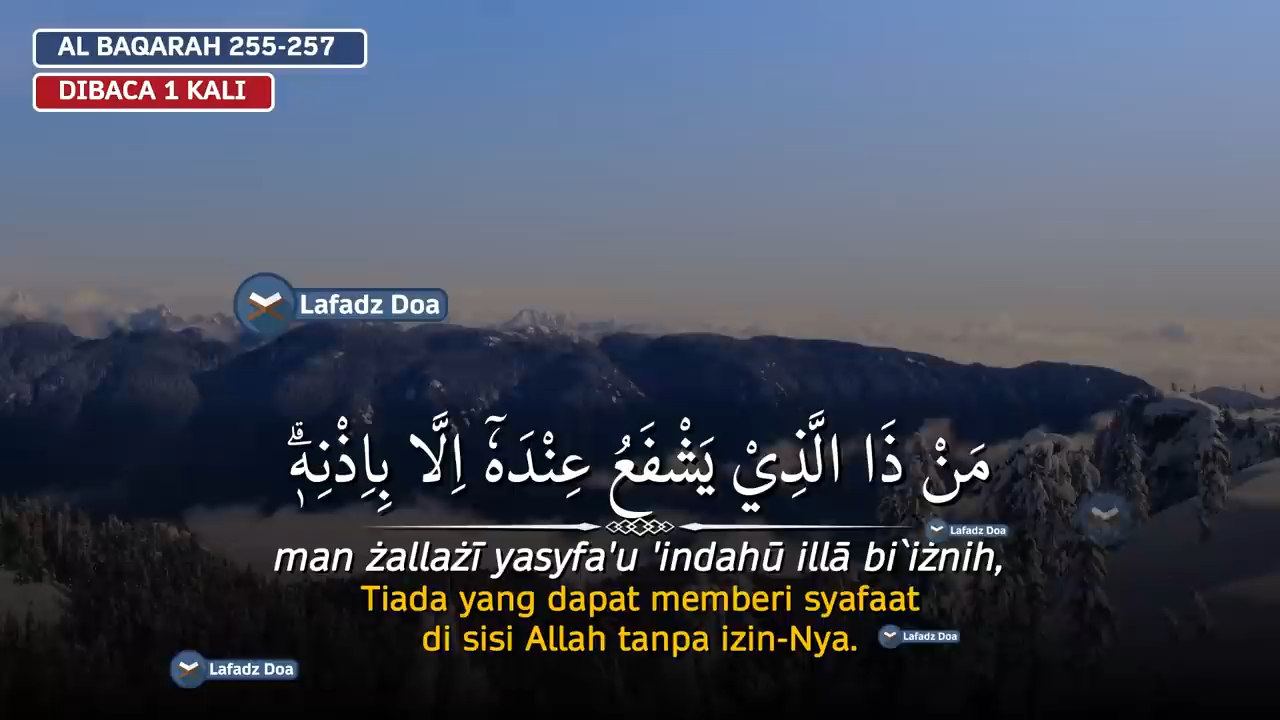 AL BAQARAH 255-257
DIBACA 1 KALI
Lafadz Doa
مَنْ ذَا الَّذِيْ يَشْفَعُ عِنْدَهٗٓ اِلَّا بِاِذْنِهٖۗ
Lafadz Doa
man żallażī yasyfa'u 'indahū illā bi`iżnih,
Tiada yang dapat memberi syafaat
di sisi Allah tanpa izin-Nya.
Lafadz Doa
Lafadz Doa